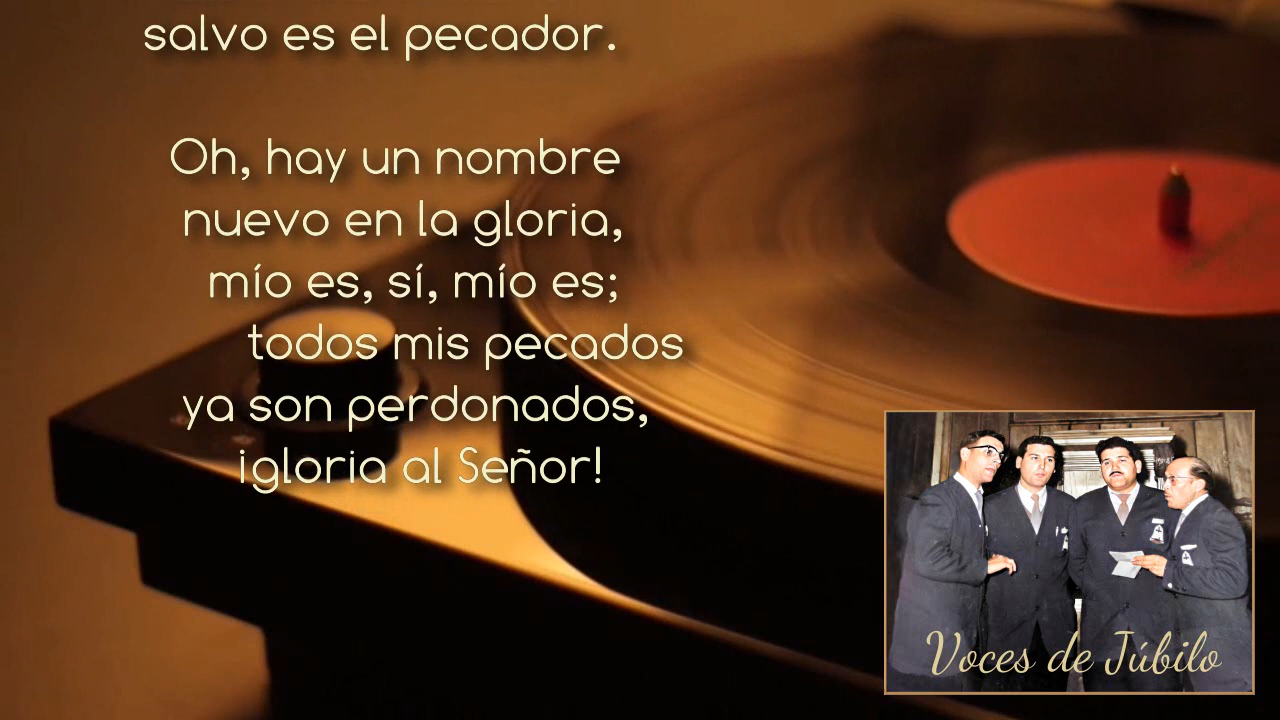 salvo es el pecador.
Oh, hay un nombre
nuevo en la gloria,
mío es, sí, mío es;
todos mis pecados
ya son perdonados,
¡gloria al Señor!
Voces de Júbilo